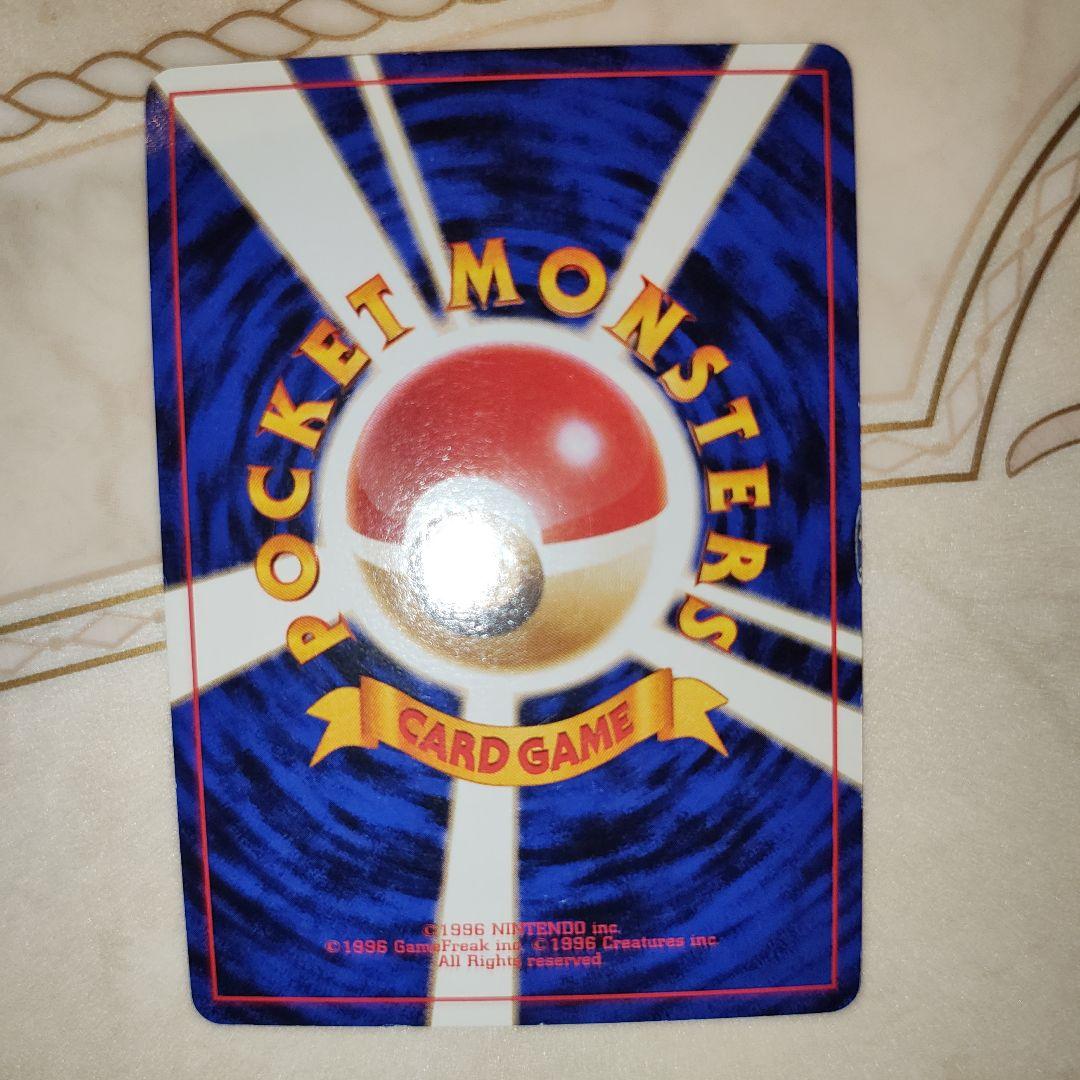 POCKET MONSTERS
CARD GAME
©1996 NINTENDO inc.
©1996 GameFreak inc. ©1996 Creatures inc.
All Rights reserved.